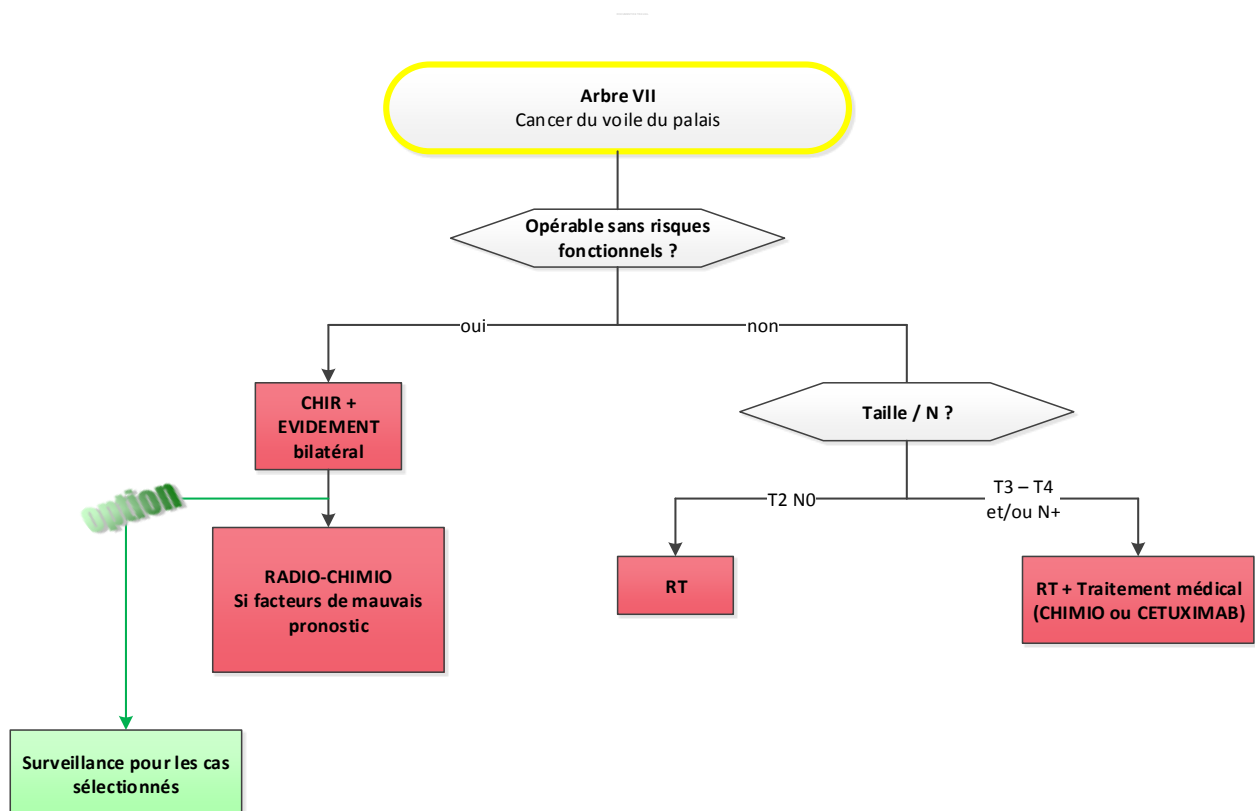 Arbre VII
Cancer du voile du palais
Opérable sans risques
fonctionnels ?
oui
non
CHIR +
EVIDEMENT
bilatéral
Taille / N ?
option
T2 N0
T3 – T4
et/ou N+
RADIO-CHIMIO
Si facteurs de mauvais
pronostic
RT
RT + Traitement médical
(CHIMIO ou CETUXIMAB)
Surveillance pour les cas
sélectionnés